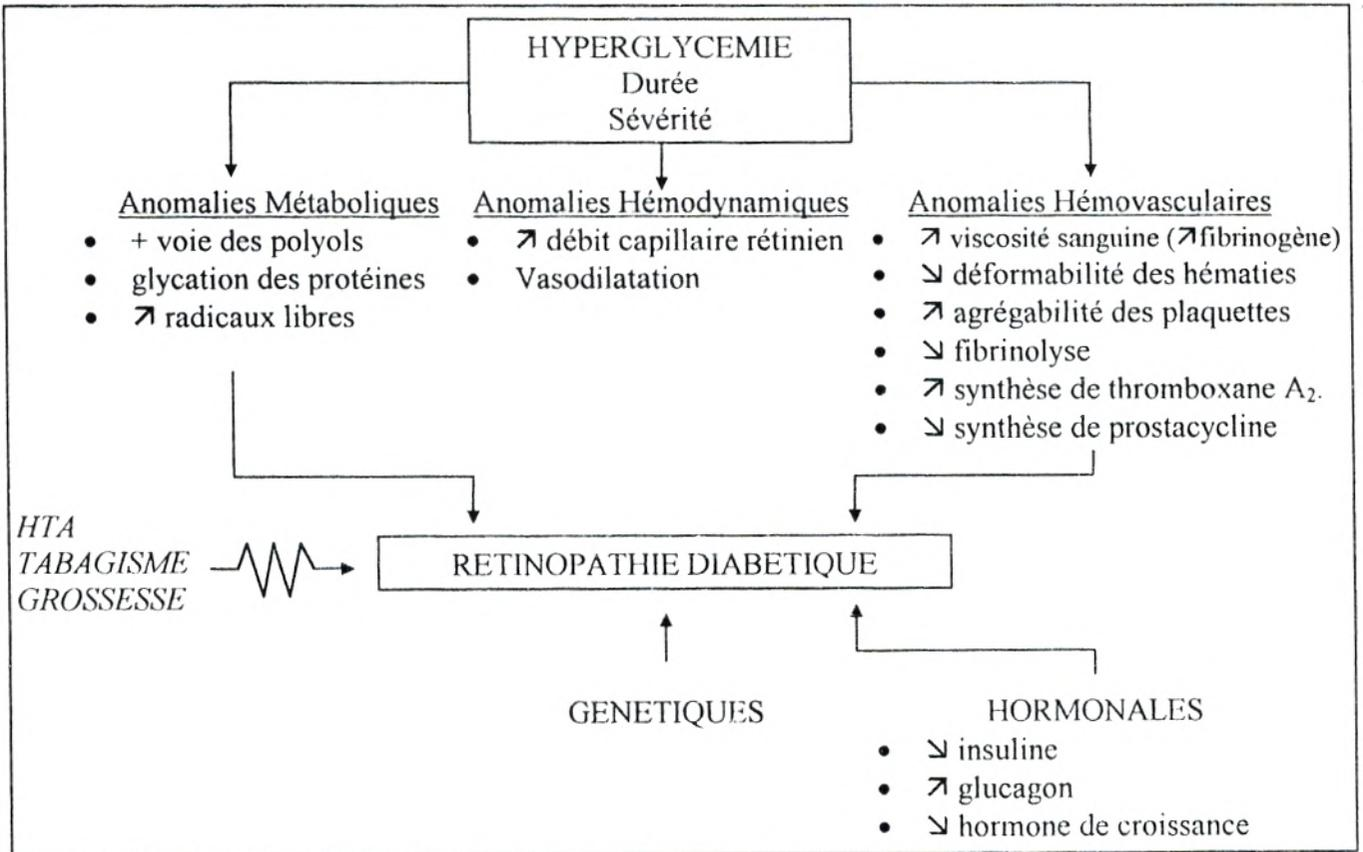 HYPERGLYCEMIE
Durée
Sévérité
Anomalies Métaboliques
• + voie des polyols
• glycation des protéines
• ↗ radicaux libres
Anomalies Hémodynamiques
• ↗ débit capillaire rétinien
• Vasodilatation
Anomalies Hémovasculaires
• ↗ viscosité sanguine (↗fibrinogène)
• ↘ déformabilité des hématies
• ↗ agrégabilité des plaquettes
• ↘ fibrinolyse
• ↗ synthèse de thromboxane A₂.
• ↘ synthèse de prostacycline
HTA
TABAGISME
GROSSESSE
RETINOPATHIE DIABETIQUE
GENETIQUES
HORMONALES
• ↘ insuline
• ↗ glucagon
• ↘ hormone de croissance